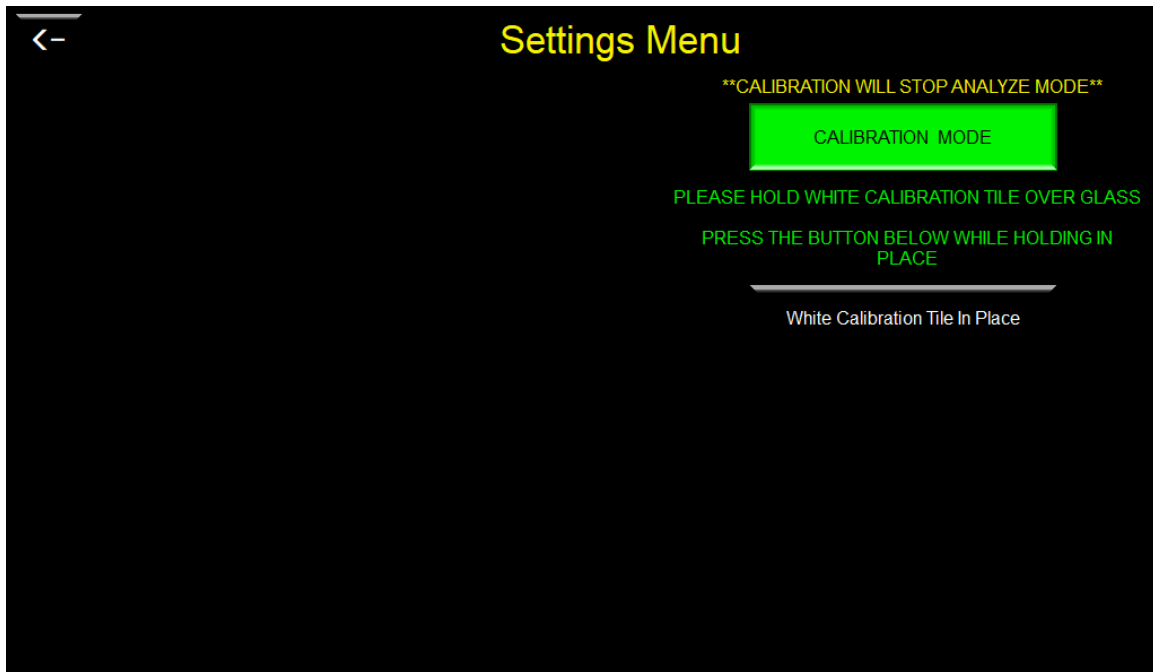 <-
Settings Menu
**CALIBRATION WILL STOP ANALYZE MODE**
CALIBRATION MODE
PLEASE HOLD WHITE CALIBRATION TILE OVER GLASS
PRESS THE BUTTON BELOW WHILE HOLDING IN
PLACE
White Calibration Tile In Place